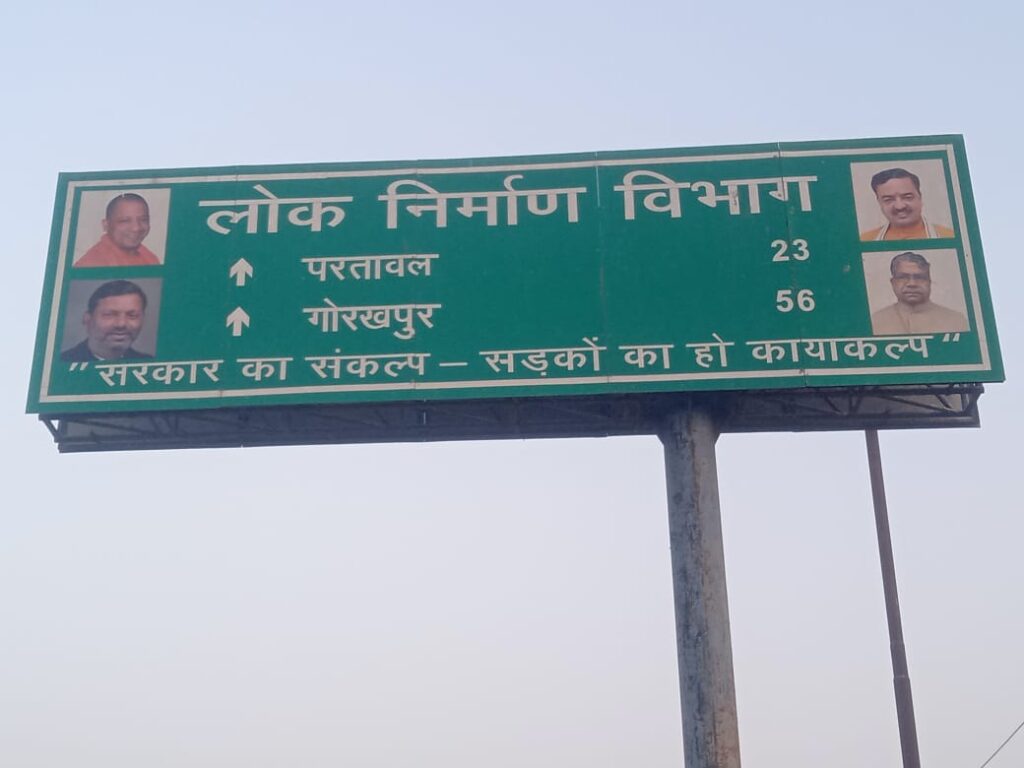 लोक निर्माण विभाग
परतावल 23
गोरखपुर 56
"सरकार का संकल्प – सड़कों का हो कायाकल्प"